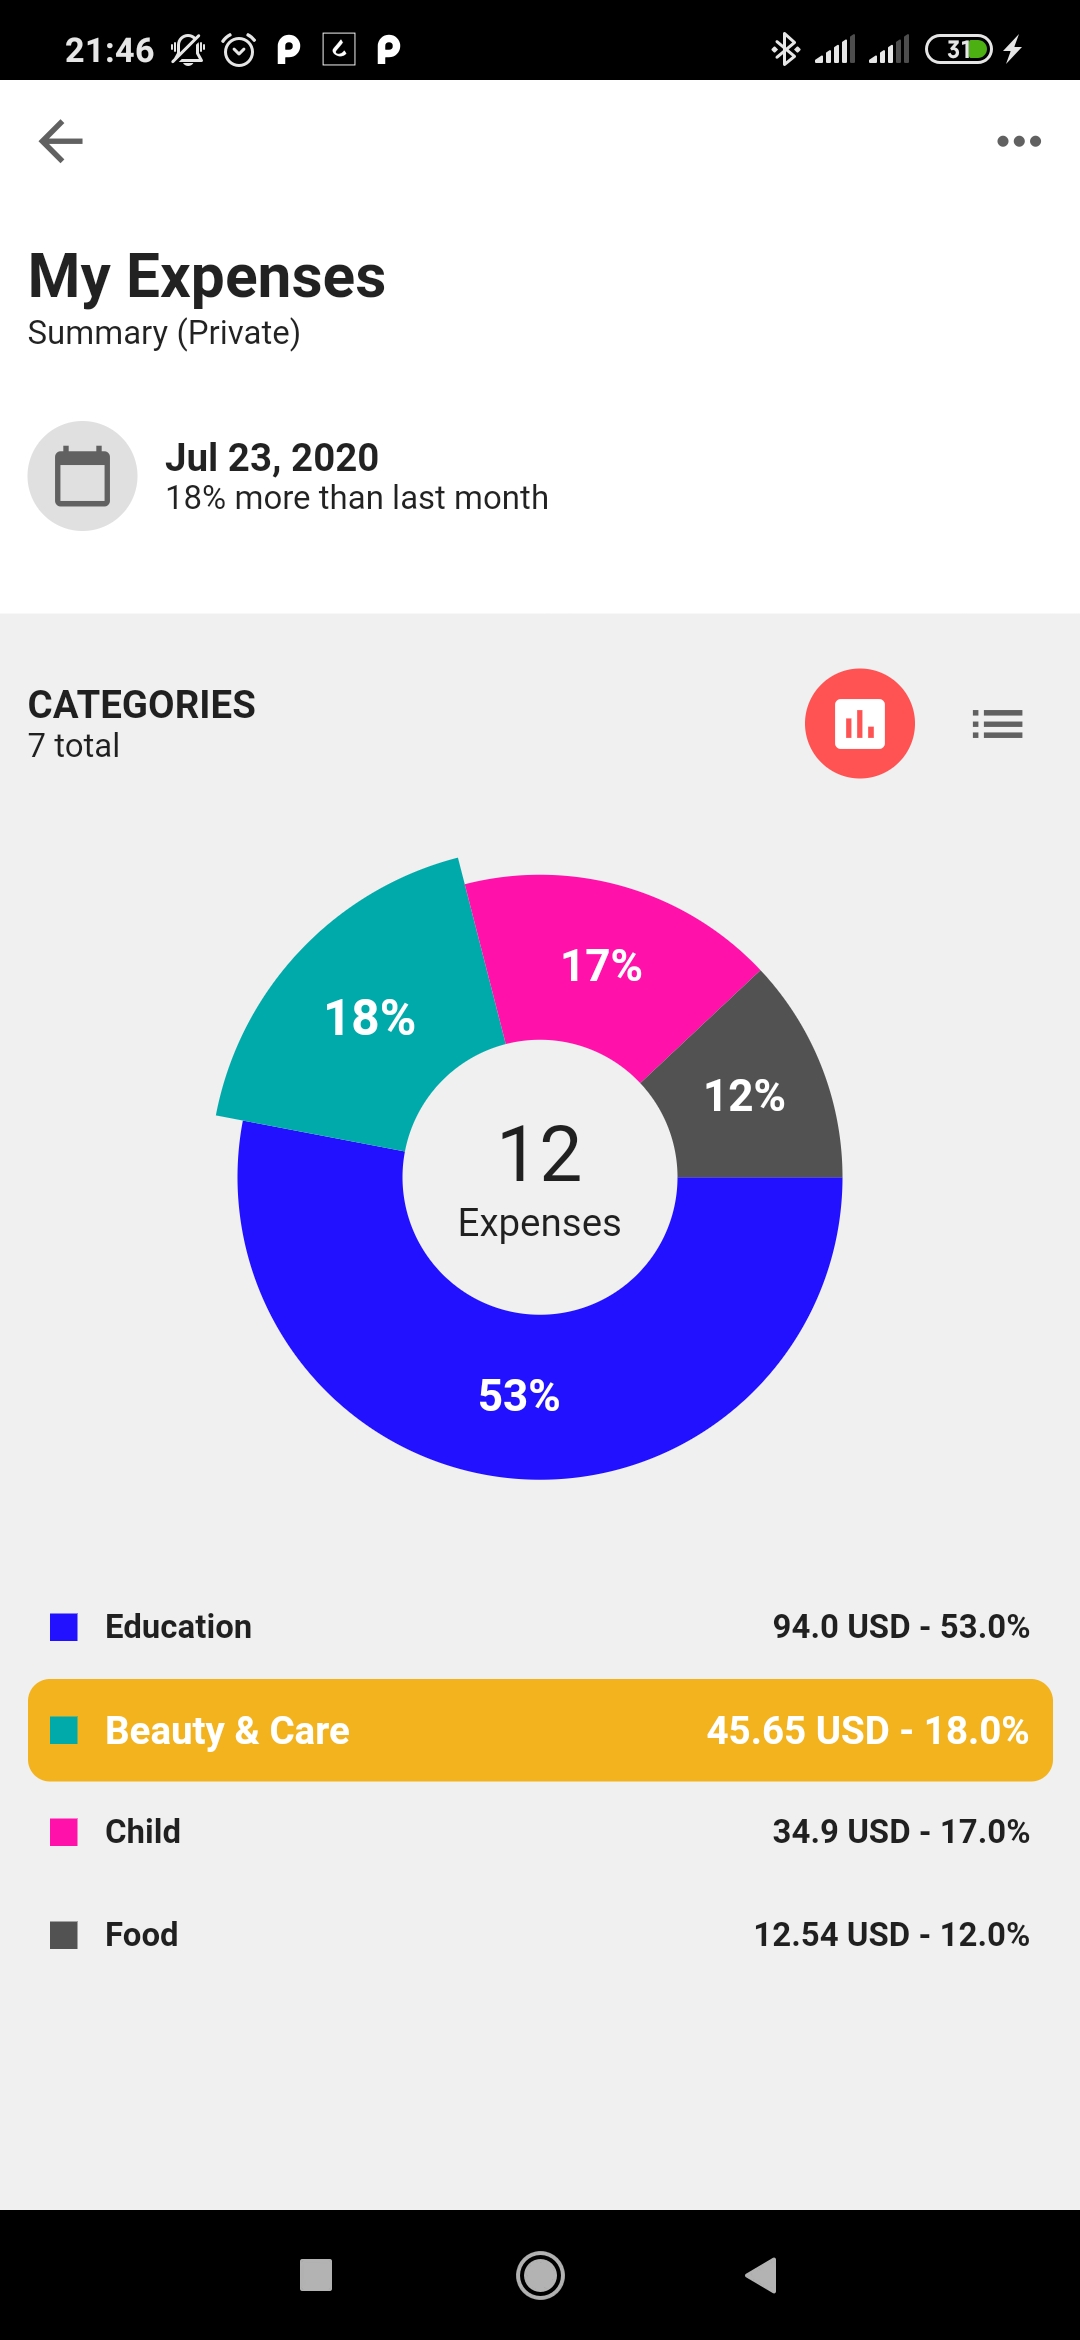 21:46
31
My Expenses
Summary (Private)
Jul 23, 2020
18% more than last month
CATEGORIES
7 total
18%
17%
12%
12
Expenses
53%
Education 94.0 USD - 53.0%
Beauty & Care 45.65 USD - 18.0%
Child 34.9 USD - 17.0%
Food 12.54 USD - 12.0%